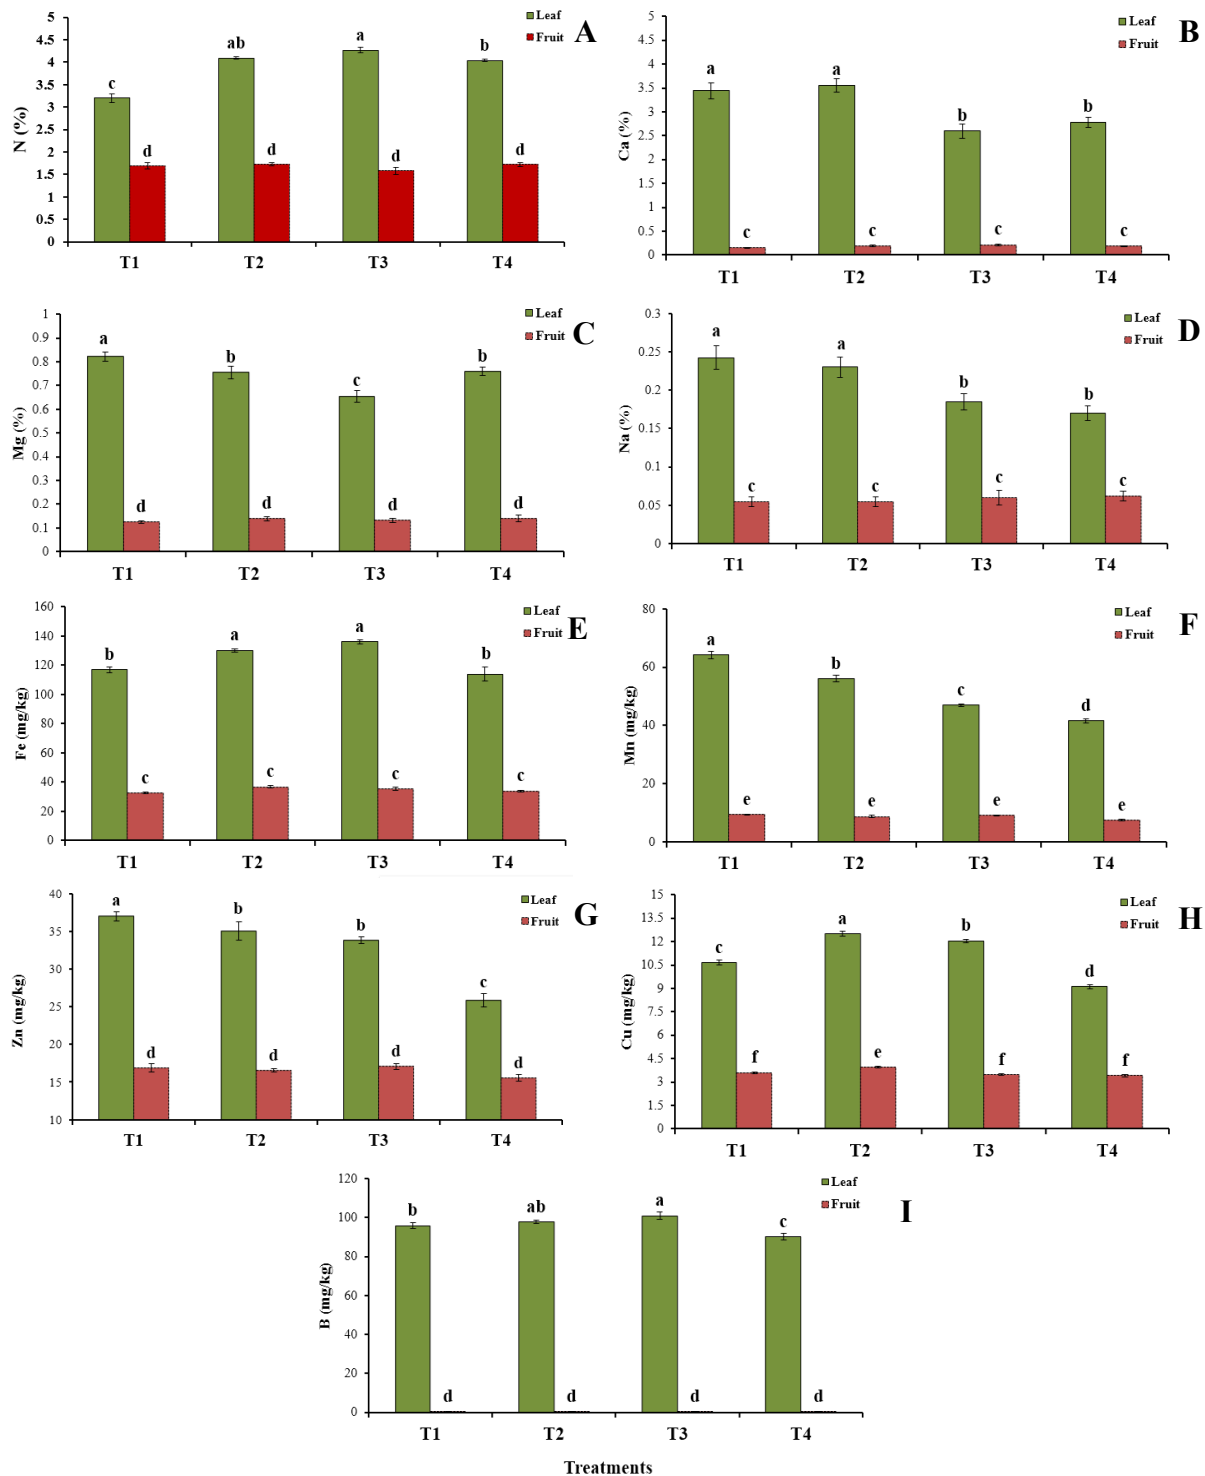 5
4.5
4
3.5
3
2.5
2
1.5
1
0.5
0
N (%)
Leaf
Fruit
A
c
d
ab
d
a
d
b
d
T1
T2
T3
T4
5
4.5
4
3.5
3
2.5
2
1.5
1
0.5
0
Ca (%)
Leaf
Fruit
B
a
c
a
c
b
c
b
c
T1
T2
T3
T4
1
0.9
0.8
0.7
0.6
0.5
0.4
0.3
0.2
0.1
0
Mg (%)
Leaf
Fruit
C
a
d
b
d
c
d
b
d
T1
T2
T3
T4
0.3
0.25
0.2
0.15
0.1
0.05
0
Na (%)
Leaf
Fruit
D
a
c
a
c
b
c
b
c
T1
T2
T3
T4
160
140
120
100
80
60
40
20
0
Fe (mg/kg)
Leaf
Fruit
E
b
c
a
c
a
c
b
c
T1
T2
T3
T4
80
60
40
20
0
Mn (mg/kg)
Leaf
Fruit
F
a
e
b
e
c
e
d
e
T1
T2
T3
T4
40
35
30
25
20
15
10
Zn (mg/kg)
Leaf
Fruit
G
a
d
b
d
b
d
c
d
T1
T2
T3
T4
15
13.5
12
10.5
9
7.5
6
4.5
3
1.5
0
Cu (mg/kg)
Leaf
Fruit
H
c
f
a
e
b
f
d
f
T1
T2
T3
T4
120
100
80
60
40
20
0
B (mg/kg)
Leaf
Fruit
I
b
d
ab
d
a
d
c
d
T1
T2
T3
T4
Treatments